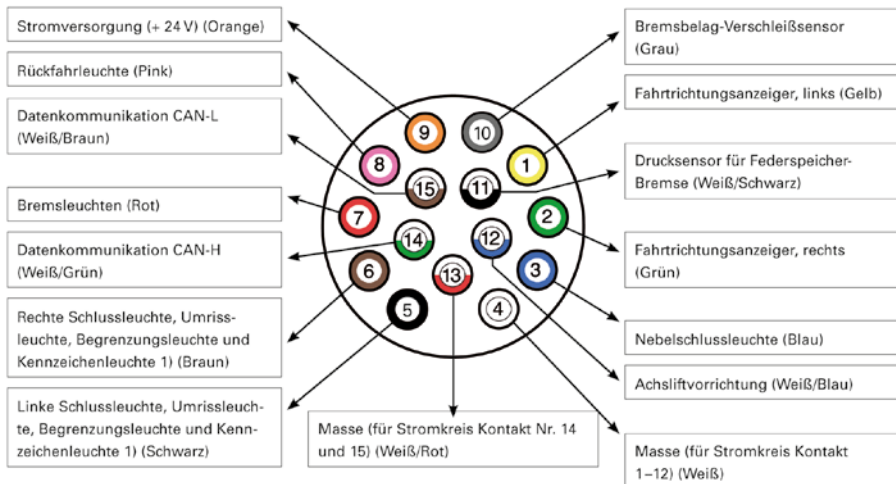 Stromversorgung (+ 24 V) (Orange)
Rückfahrleuchte (Pink)
Datenkommunikation CAN-L
(Weiß/Braun)
Bremsleuchten (Rot)
Datenkommunikation CAN-H
(Weiß/Grün)
Rechte Schlussleuchte, Umriss-
leuchte, Begrenzungsleuchte und
Kennzeichenleuchte 1) (Braun)
Linke Schlussleuchte, Umrissleuch-
te, Begrenzungsleuchte und Kenn-
zeichenleuchte 1) (Schwarz)
9
10
8
1
15
11
7
2
14
12
6
3
13
5
4
Masse (für Stromkreis Kontakt Nr. 14
und 15) (Weiß/Rot)
Bremsbelag-Verschleißsensor
(Grau)
Fahrtrichtungsanzeiger, links (Gelb)
Drucksensor für Federspeicher-
Bremse (Weiß/Schwarz)
Fahrtrichtungsanzeiger, rechts
(Grün)
Nebelschlussleuchte (Blau)
Achsliftvorrichtung (Weiß/Blau)
Masse (für Stromkreis Kontakt
1–12) (Weiß)